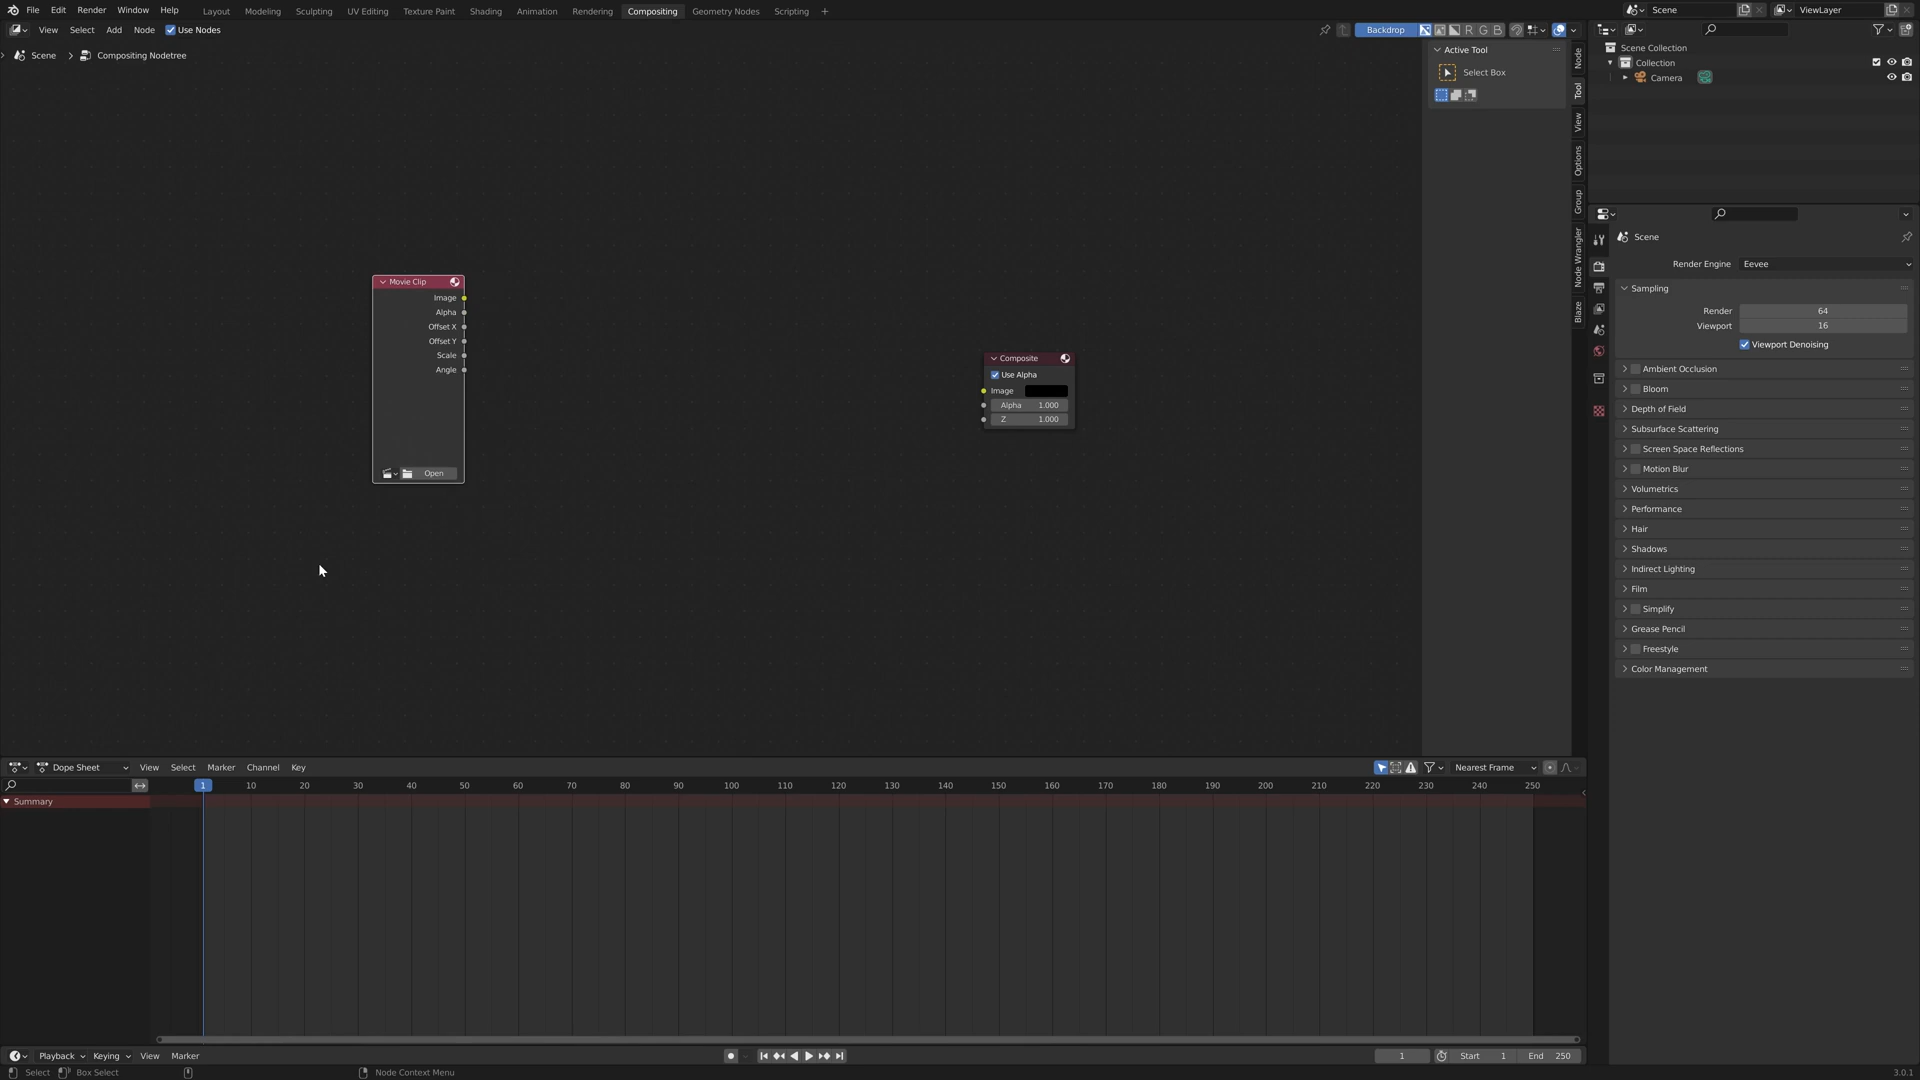 File Edit Render Window Help Layout Modeling Sculpting UV Editing Texture Paint Shading Animation Rendering Compositing Geometry Nodes Scripting + Scene ViewLayer
View Select Add Node Use Nodes Backdrop R G B
Scene > Compositing Nodetree
Active Tool
Select Box
Node
Tool
View
Options
Group
Node Wrangler
Blaze
Scene Collection
Collection
Camera
Movie Clip
Image
Alpha
Offset X
Offset Y
Scale
Angle
Open
Composite
Use Alpha
Image
Alpha 1.000
Z 1.000
Scene
Render Engine Eevee
Sampling
Render 64
Viewport 16
Viewport Denoising
Ambient Occlusion
Bloom
Depth of Field
Subsurface Scattering
Screen Space Reflections
Motion Blur
Volumetrics
Performance
Hair
Shadows
Indirect Lighting
Film
Simplify
Grease Pencil
Freestyle
Color Management
Dope Sheet View Select Marker Channel Key Nearest Frame
1 10 20 30 40 50 60 70 80 90 100 110 120 130 140 150 160 170 180 190 200 210 220 230 240 250
Summary
Playback Keying View Marker 1 Start 1 End 250
Select Box Select Node Context Menu 3.0.1